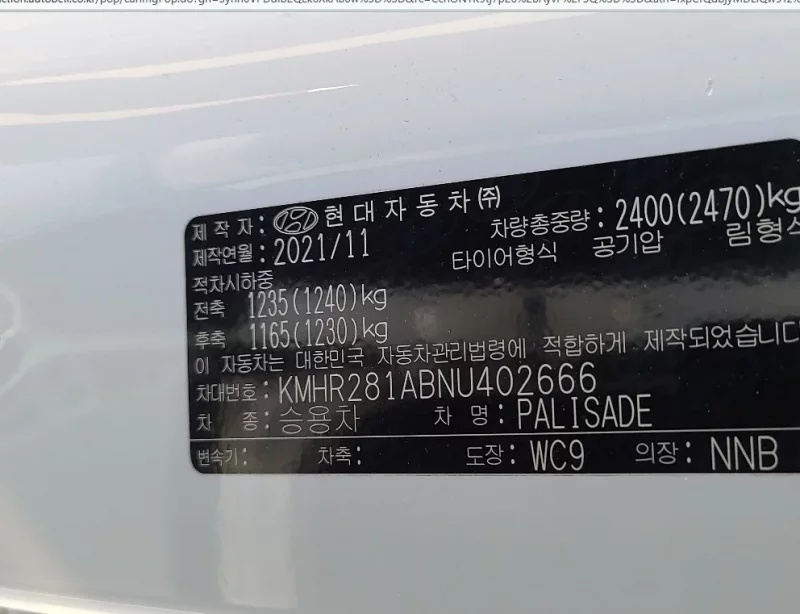 제작자: HYUNDAI 현대자동차(주)
제작연월: 2021/11 차량총중량: 2400(2470)kg
적차시하중 타이어형식 공기압 림형식
전축 1235(1240)kg
후축 1165(1230)kg
이 자동차는 대한민국 자동차관리법령에 적합하게 제작되었습니다
차대번호: KMHR281ABNU402666
차 종: 승용차 차 명: PALISADE
변속기: 차축: 도장: WC9 의장: NNB